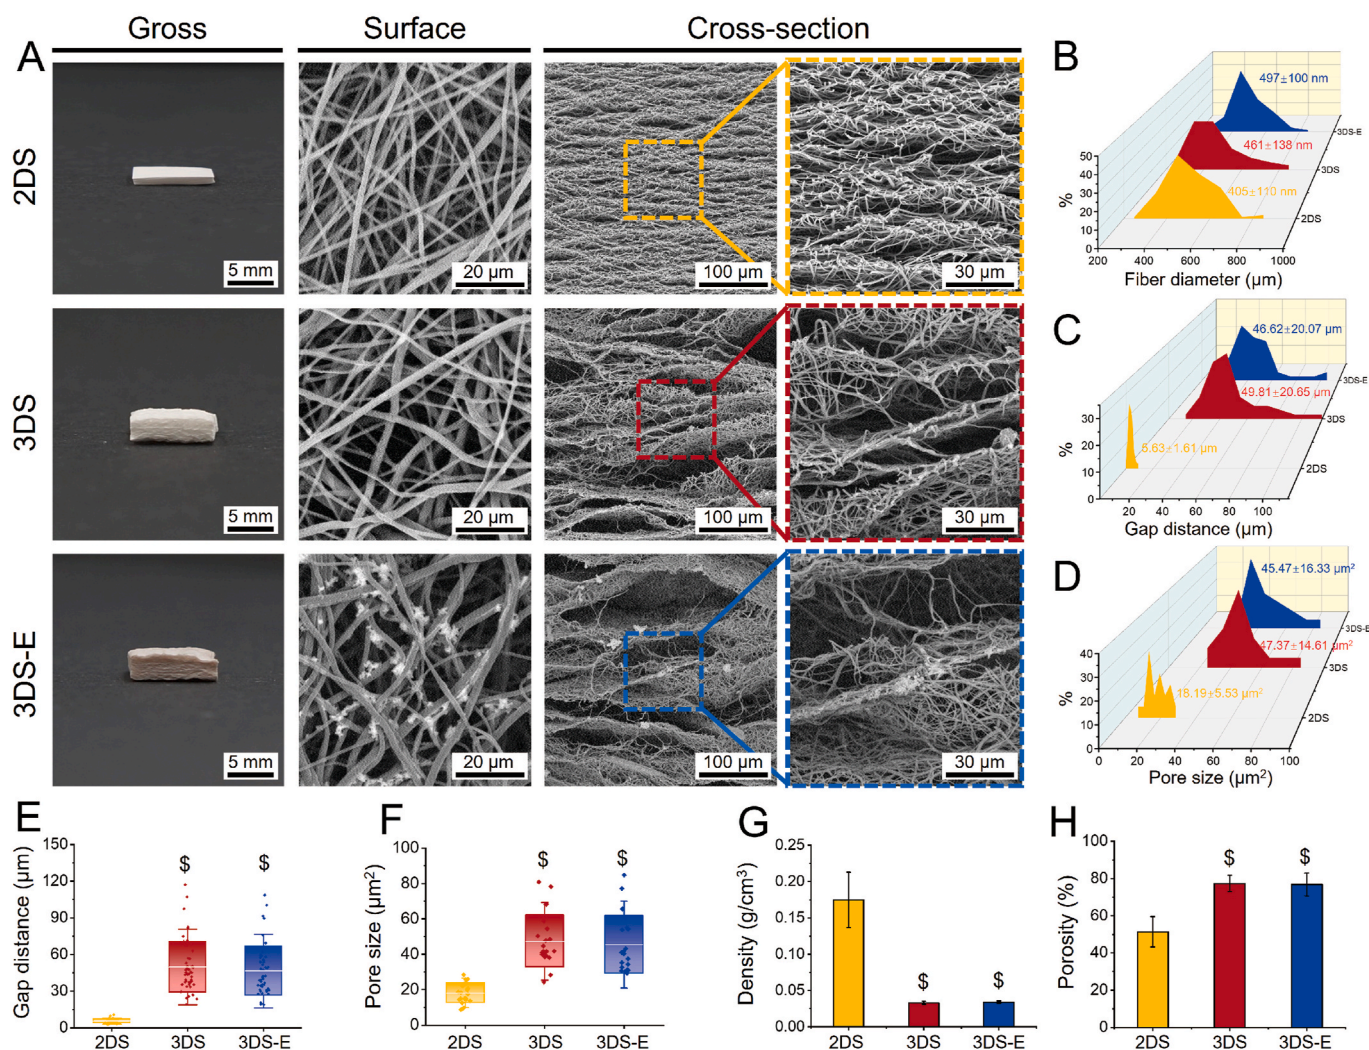 Gross
Surface
Cross-section
A
2DS
5 mm
20 µm
100 µm
30 µm
3DS
5 mm
20 µm
100 µm
30 µm
3DS-E
5 mm
20 µm
100 µm
30 µm
B
497±100 nm
461±138 nm
405±110 nm
3DS-E
3DS
2DS
50
40
30
20
10
0
%
200 400 600 800 1000
Fiber diameter (µm)
C
46.62±20.07 µm
49.81±20.65 µm
5.63±1.61 µm
3DS-E
3DS
2DS
30
20
10
0
%
0 20 40 60 80 100
Gap distance (µm)
D
45.47±16.33 µm²
47.37±14.61 µm²
18.19±5.53 µm²
3DS-E
3DS
2DS
40
30
20
10
0
%
0 20 40 60 80 100
Pore size (µm²)
E
Gap distance (µm)
150
120
90
60
30
0
$ $
2DS 3DS 3DS-E
F
Pore size (µm²)
100
80
60
40
20
0
$ $
2DS 3DS 3DS-E
G
Density (g/cm³)
0.25
0.20
0.15
0.10
0.05
0.00
$ $
2DS 3DS 3DS-E
H
Porosity (%)
100
80
60
40
20
0
$ $
2DS 3DS 3DS-E